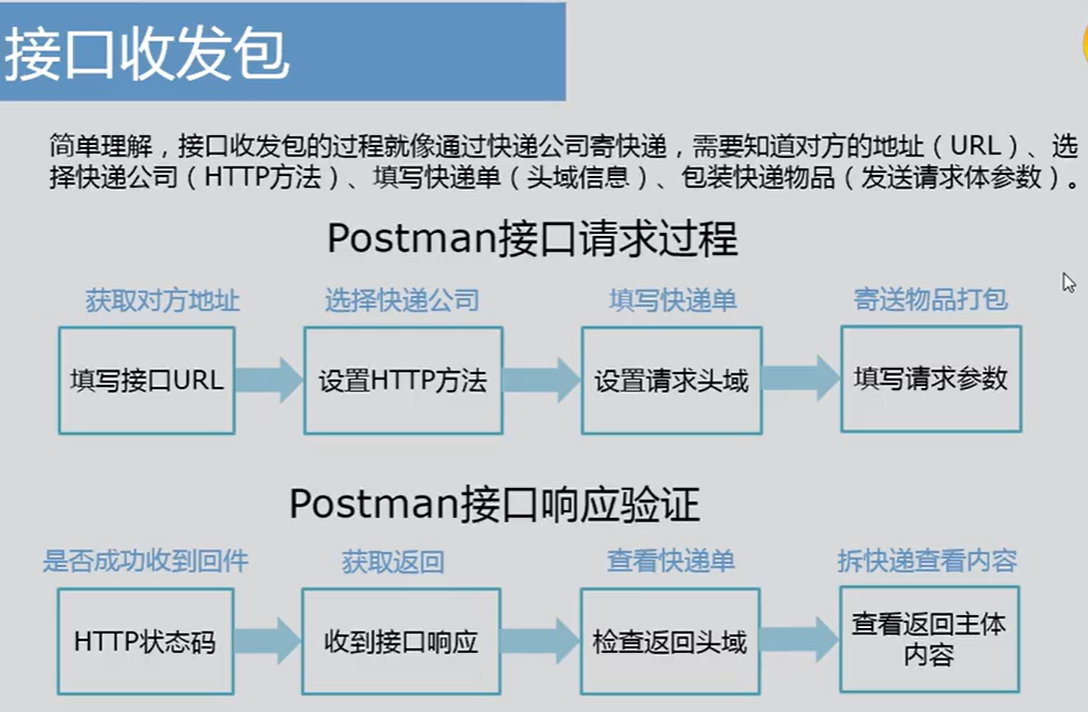 接口收发包
简单理解，接口收发包的过程就像通过快递公司寄快递，需要知道对方的地址（URL）、选
择快递公司（HTTP方法）、填写快递单（头域信息）、包装快递物品（发送请求体参数）。
Postman接口请求过程
获取对方地址 选择快递公司 填写快递单 寄送物品打包
填写接口URL 设置HTTP方法 设置请求头域 填写请求参数
Postman接口响应验证
是否成功收到回件 获取返回 查看快递单 拆快递查看内容
HTTP状态码 收到接口响应 检查返回头域 查看返回主体
内容